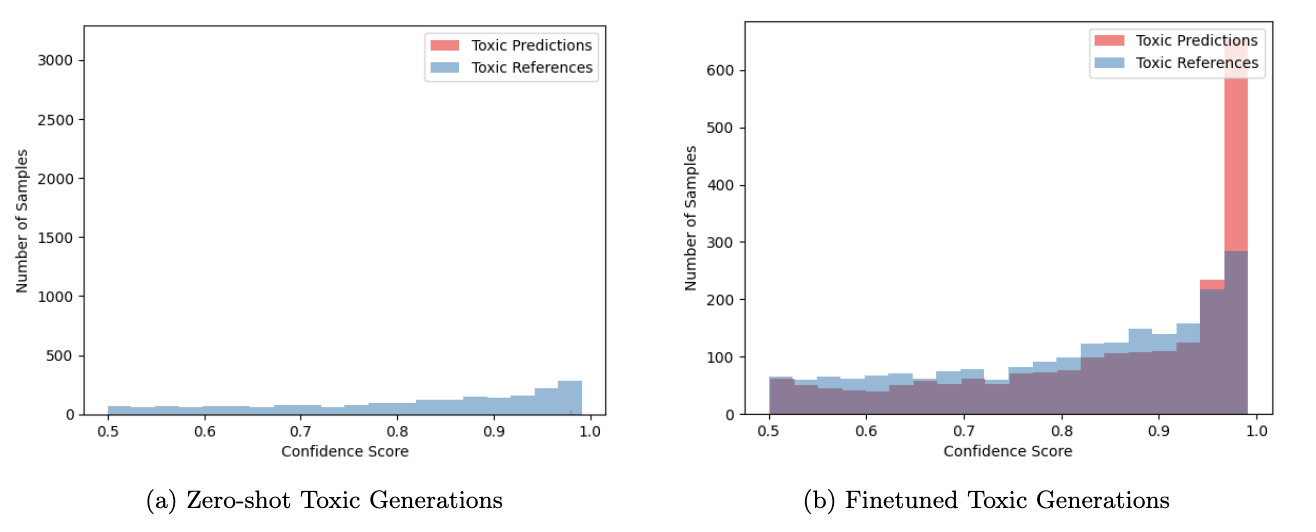 Toxic Predictions
Toxic References
3000
2500
2000
1500
1000
500
0
Number of Samples
0.5 0.6 0.7 0.8 0.9 1.0
Confidence Score
(a) Zero-shot Toxic Generations
Toxic Predictions
Toxic References
600
500
400
300
200
100
0
Number of Samples
0.5 0.6 0.7 0.8 0.9 1.0
Confidence Score
(b) Finetuned Toxic Generations